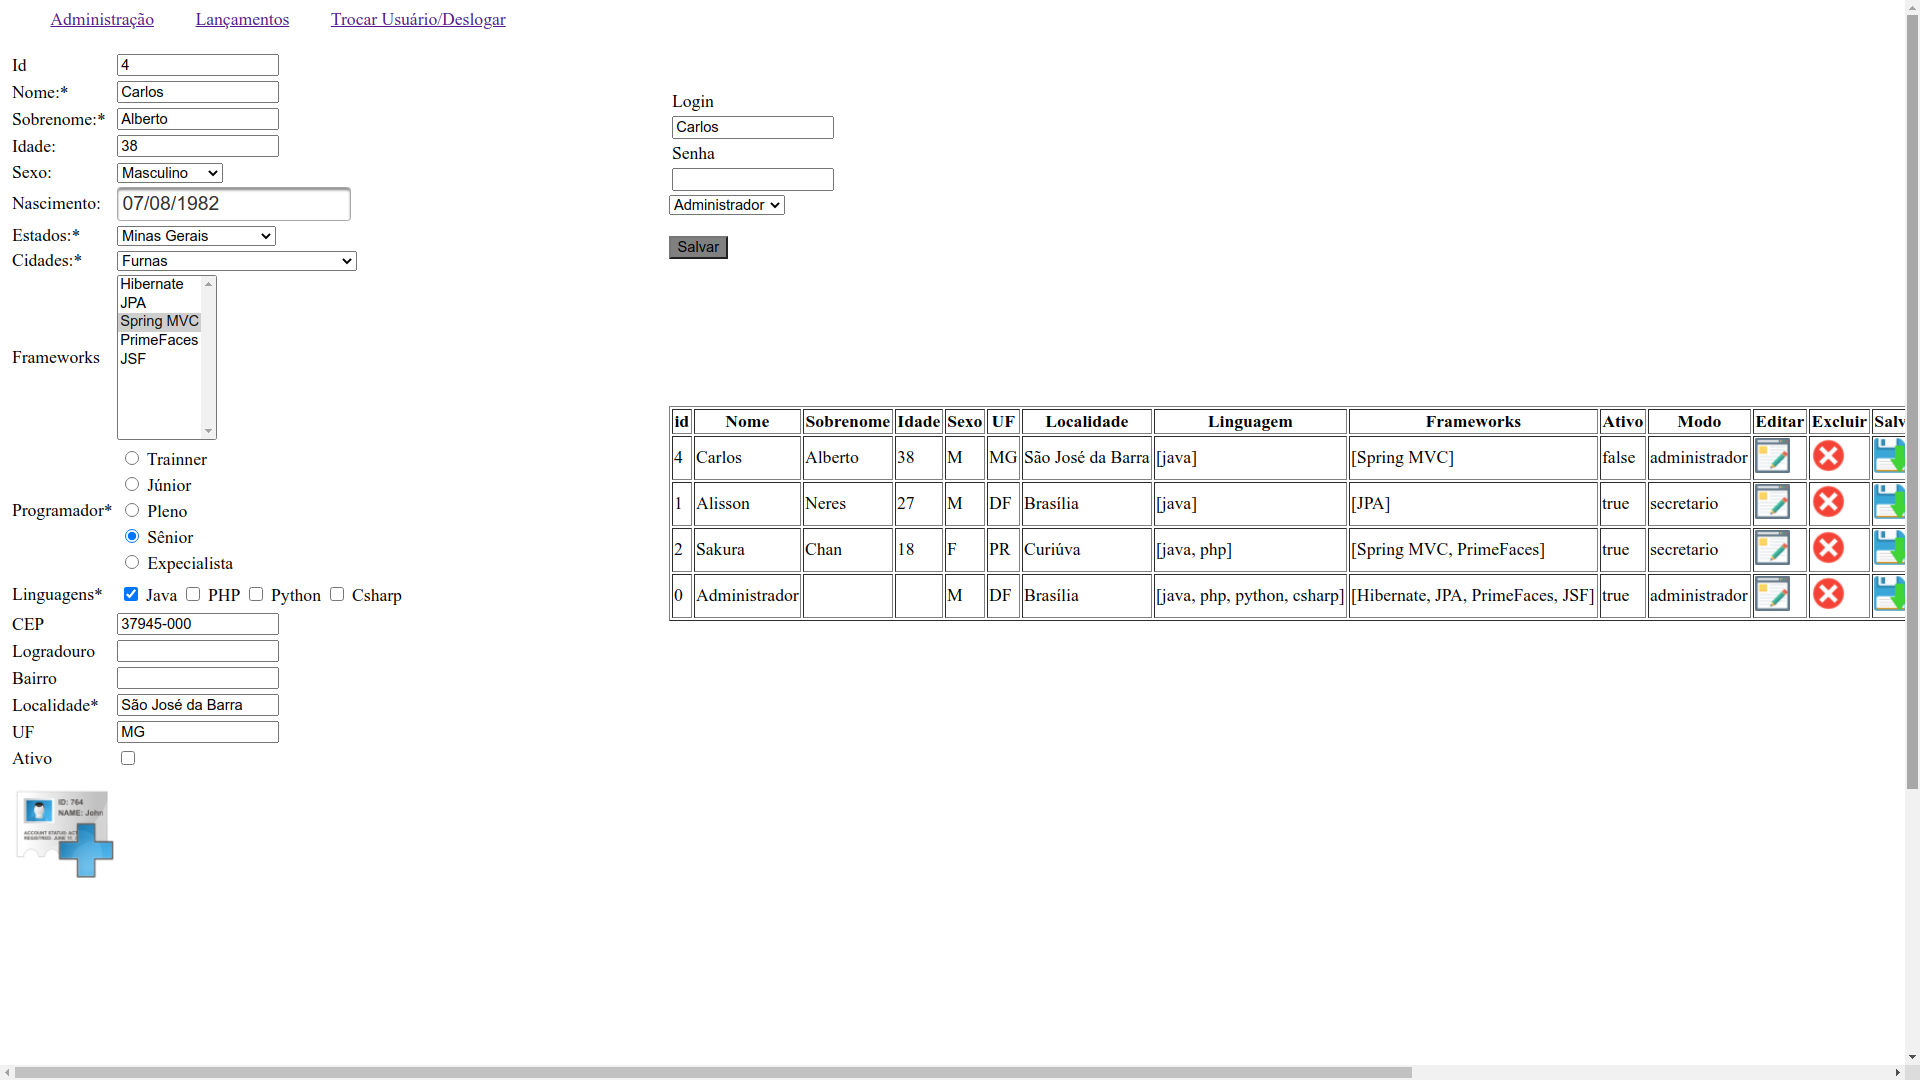 Administração Lançamentos Trocar Usuário/Deslogar
Id 4
Nome:* Carlos
Sobrenome:* Alberto
Idade: 38
Sexo: Masculino
Nascimento: 07/08/1982
Estados:* Minas Gerais
Cidades:* Furnas
Frameworks
Hibernate
JPA
Spring MVC
PrimeFaces
JSF
Programador*
Trainner
Júnior
Pleno
Sênior
Expecialista
Linguagens* Java PHP Python Csharp
CEP 37945-000
Logradouro
Bairro
Localidade* São José da Barra
UF MG
Ativo
ID: 764
NAME: John
Login
Carlos
Senha
Administrador
Salvar
id Nome Sobrenome Idade Sexo UF Localidade Linguagem Frameworks Ativo Modo Editar Excluir Salv
4 Carlos Alberto 38 M MG São José da Barra [java] [Spring MVC] false administrador
1 Alisson Neres 27 M DF Brasília [java] [JPA] true secretario
2 Sakura Chan 18 F PR Curiúva [java, php] [Spring MVC, PrimeFaces] true secretario
0 Administrador M DF Brasília [java, php, python, csharp] [Hibernate, JPA, PrimeFaces, JSF] true administrador